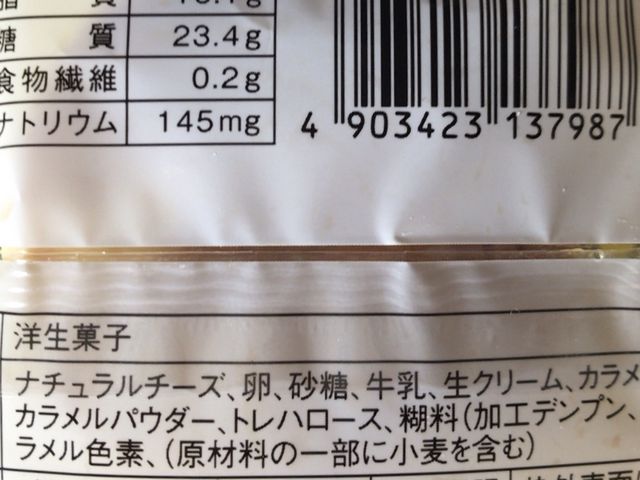 質
糖 質 23.4g
食物繊維 0.2g
ナトリウム 145mg
4 903423 137987
洋生菓子
ナチュラルチーズ、卵、砂糖、牛乳、生クリーム、カラメ
カラメルパウダー、トレハロース、糊料(加工デンプン、
ラメル色素、(原材料の一部に小麦を含む)